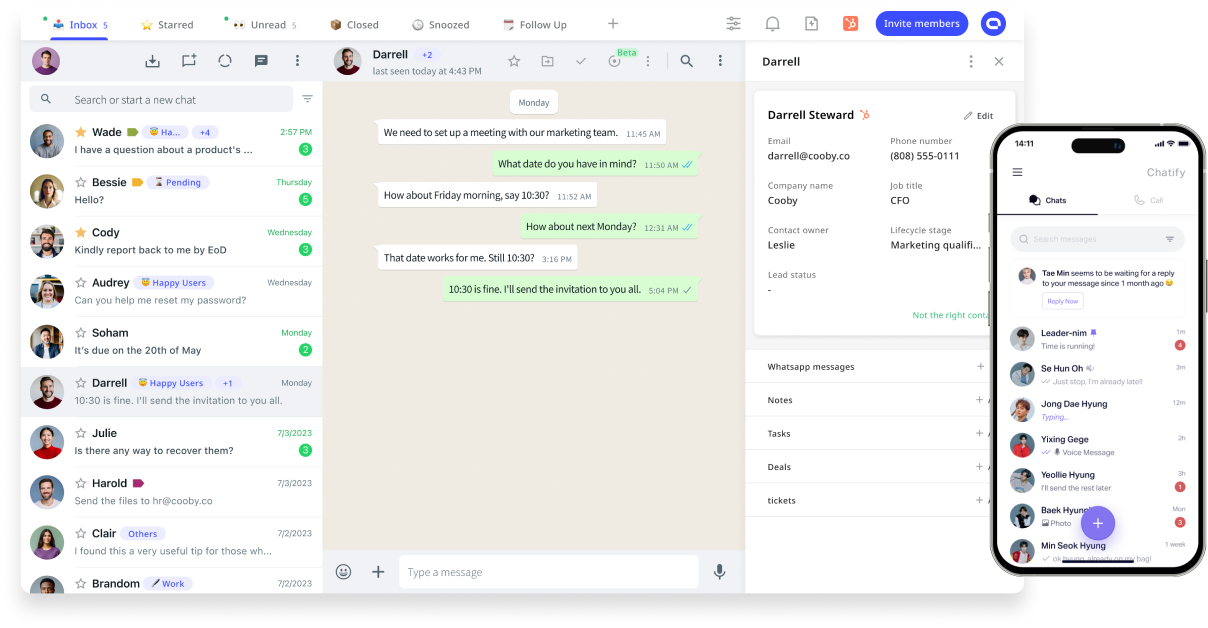 Inbox 5
Starred
Unread 5
Closed
Snoozed
Follow Up
Invite members
Search or start a new chat
Wade
Ha...
+4
2:57 PM
I have a question about a product's ...
3
Bessie
Pending
Thursday
Hello?
5
Cody
Wednesday
Kindly report back to me by EoD
3
Audrey
Happy Users
Wednesday
Can you help me reset my password?
Soham
Monday
It's due on the 20th of May
2
Darrell
Happy Users
+1
Monday
10:30 is fine. I'll send the invitation to you all.
Julie
7/3/2023
Is there any way to recover them?
3
Harold
7/3/2023
Send the files to hr@cooby.co
Clair
Others
7/2/2023
I found this a very useful tip for those wh...
Brandom
Work
7/2/2023
Darrell
+2
last seen today at 4:43 PM
Beta
Monday
We need to set up a meeting with our marketing team. 11:45 AM
What date do you have in mind? 11:50 AM
How about Friday morning, say 10:30? 11:52 AM
How about next Monday? 12:31 AM
That date works for me. Still 10:30? 3:16 PM
10:30 is fine. I'll send the invitation to you all. 5:04 PM
Type a message
Darrell
Darrell Steward
Edit
Email
Phone number
darrell@cooby.co
(808) 555-0111
Company name
Job title
Cooby
CFO
Contact owner
Lifecycle stage
Leslie
Marketing qualifi...
Lead status
-
Not the right conta
Whatsapp messages
Notes
Tasks
Deals
tickets
14:11
Chatify
Chats
Call
Search messages
Tae Min seems to be waiting for a reply
to your message since 1 month ago
Reply Now
Leader-nim
1m
Time is running!
4
Se Hun Oh
3m
Just stop, I'm already late!!
Jong Dae Hyung
12m
Typing...
Yixing Gege
2h
Voice Message
Yeollie Hyung
3h
I'll send the rest later
1
Baek Hyung
Mon
Photo
3
Min Seok Hyung
1 week
ok hyung, already on my bag!